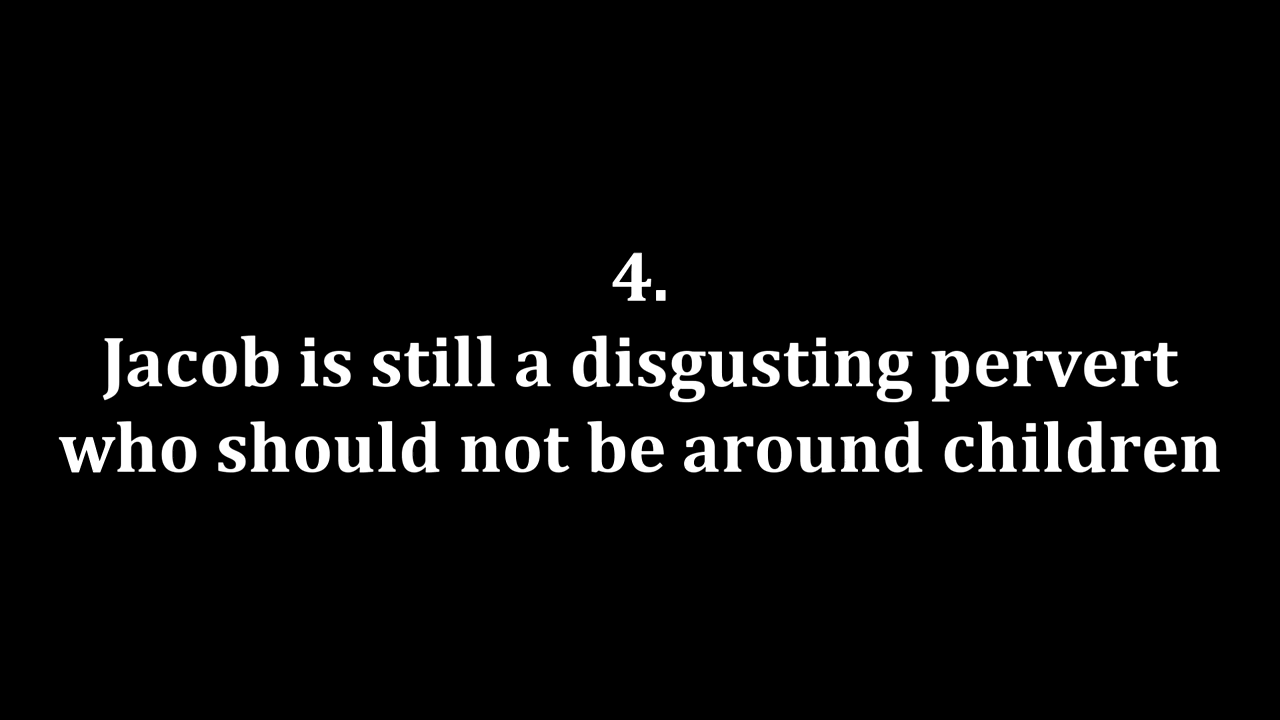 4.
Jacob is still a disgusting pervert
who should not be around children